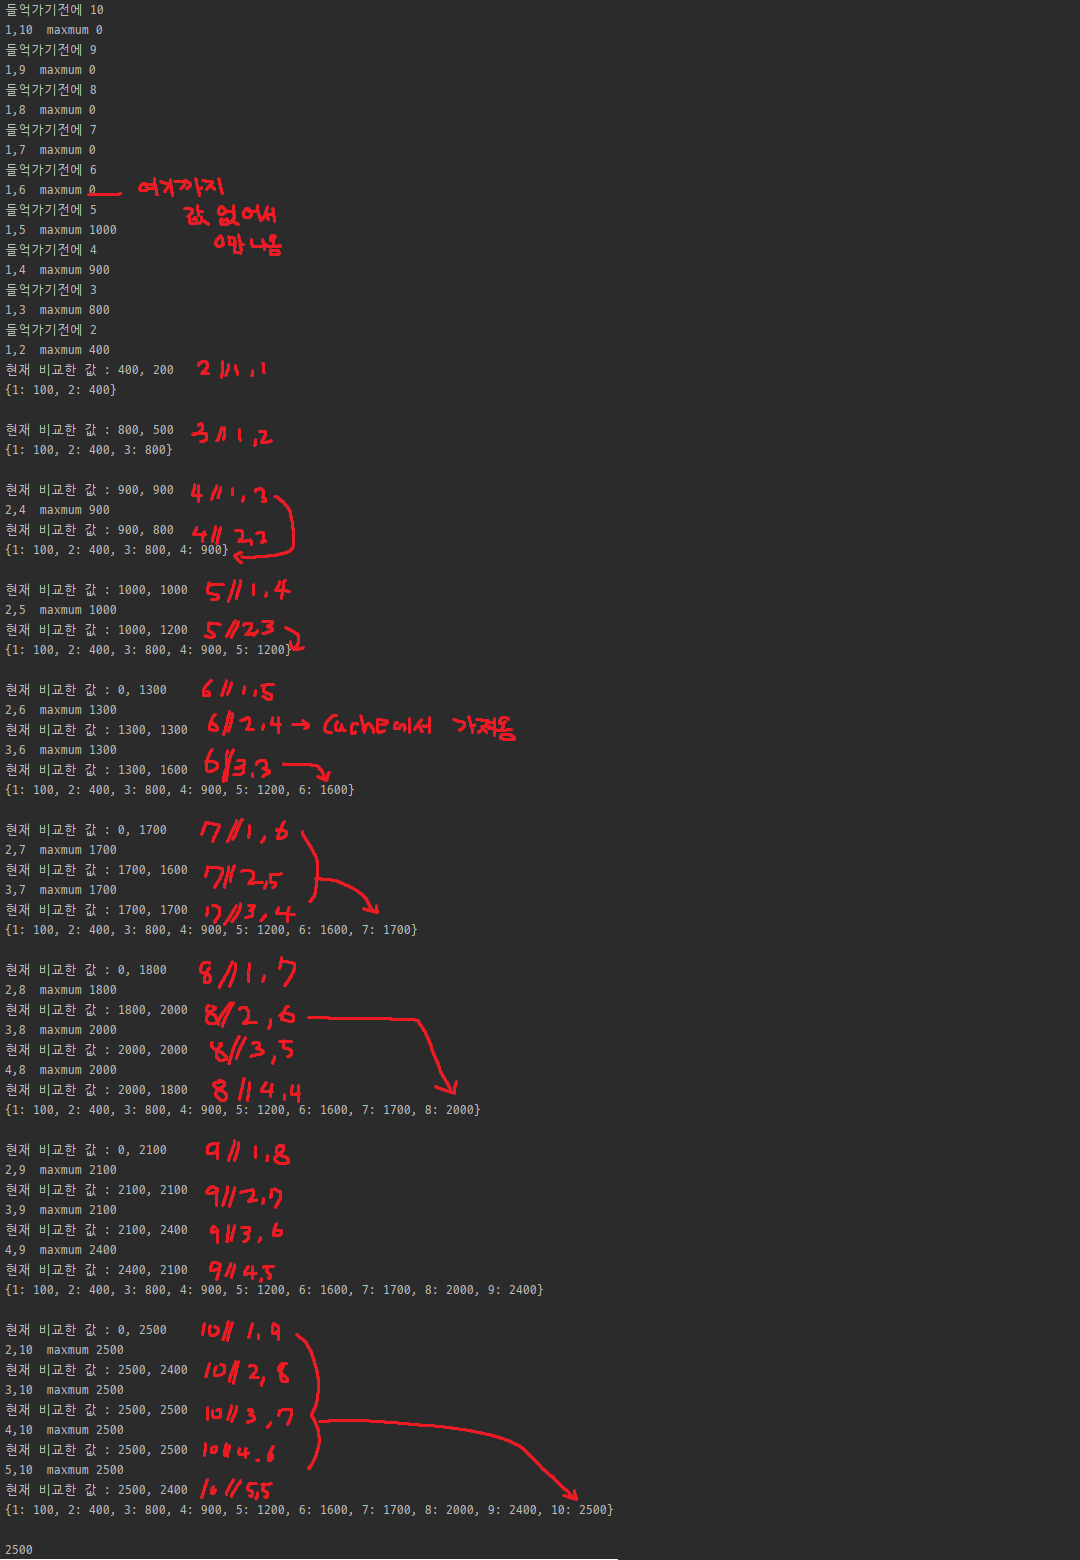 들억가기전에 10
1,10  maxmum 0
들억가기전에 9
1,9  maxmum 0
들억가기전에 8
1,8  maxmum 0
들억가기전에 7
1,7  maxmum 0
들억가기전에 6
1,6  maxmum 0 여기까지
들억가기전에 5 값 없어서
1,5  maxmum 1000 0만 나옴
들억가기전에 4
1,4  maxmum 900
들억가기전에 3
1,3  maxmum 800
들억가기전에 2
1,2  maxmum 400
현재 비교한 값 : 400, 200 2 // 1,1
{1: 100, 2: 400}
현재 비교한 값 : 800, 500 3 // 1,2
{1: 100, 2: 400, 3: 800}
현재 비교한 값 : 900, 900 4 // 1,3
2,4  maxmum 900
현재 비교한 값 : 900, 800 4 // 2,2
{1: 100, 2: 400, 3: 800, 4: 900}
현재 비교한 값 : 1000, 1000 5 // 1,4
2,5  maxmum 1000
현재 비교한 값 : 1000, 1200 5 // 2,3
{1: 100, 2: 400, 3: 800, 4: 900, 5: 1200}
현재 비교한 값 : 0, 1300 6 // 1,5
2,6  maxmum 1300
현재 비교한 값 : 1300, 1300 6 // 2,4 → Cache에서 가져옴
3,6  maxmum 1300
현재 비교한 값 : 1300, 1600 6 // 3,3
{1: 100, 2: 400, 3: 800, 4: 900, 5: 1200, 6: 1600}
현재 비교한 값 : 0, 1700 7 // 1,6
2,7  maxmum 1700
현재 비교한 값 : 1700, 1600 7 // 2,5
3,7  maxmum 1700
현재 비교한 값 : 1700, 1700 7 // 3,4
{1: 100, 2: 400, 3: 800, 4: 900, 5: 1200, 6: 1600, 7: 1700}
현재 비교한 값 : 0, 1800 8 // 1,7
2,8  maxmum 1800
현재 비교한 값 : 1800, 2000 8 // 2,6
3,8  maxmum 2000
현재 비교한 값 : 2000, 2000 8 // 3,5
4,8  maxmum 2000
현재 비교한 값 : 2000, 1800 8 // 4,4
{1: 100, 2: 400, 3: 800, 4: 900, 5: 1200, 6: 1600, 7: 1700, 8: 2000}
현재 비교한 값 : 0, 2100 9 // 1,8
2,9  maxmum 2100
현재 비교한 값 : 2100, 2100 9 // 2,7
3,9  maxmum 2100
현재 비교한 값 : 2100, 2400 9 // 3,6
4,9  maxmum 2400
현재 비교한 값 : 2400, 2100 9 // 4,5
{1: 100, 2: 400, 3: 800, 4: 900, 5: 1200, 6: 1600, 7: 1700, 8: 2000, 9: 2400}
현재 비교한 값 : 0, 2500 10 // 1,9
2,10  maxmum 2500
현재 비교한 값 : 2500, 2400 10 // 2,8
3,10  maxmum 2500
현재 비교한 값 : 2500, 2500 10 // 3,7
4,10  maxmum 2500
현재 비교한 값 : 2500, 2500 10 // 4,6
5,10  maxmum 2500
현재 비교한 값 : 2500, 2400 10 // 5,5
{1: 100, 2: 400, 3: 800, 4: 900, 5: 1200, 6: 1600, 7: 1700, 8: 2000, 9: 2400, 10: 2500}
2500